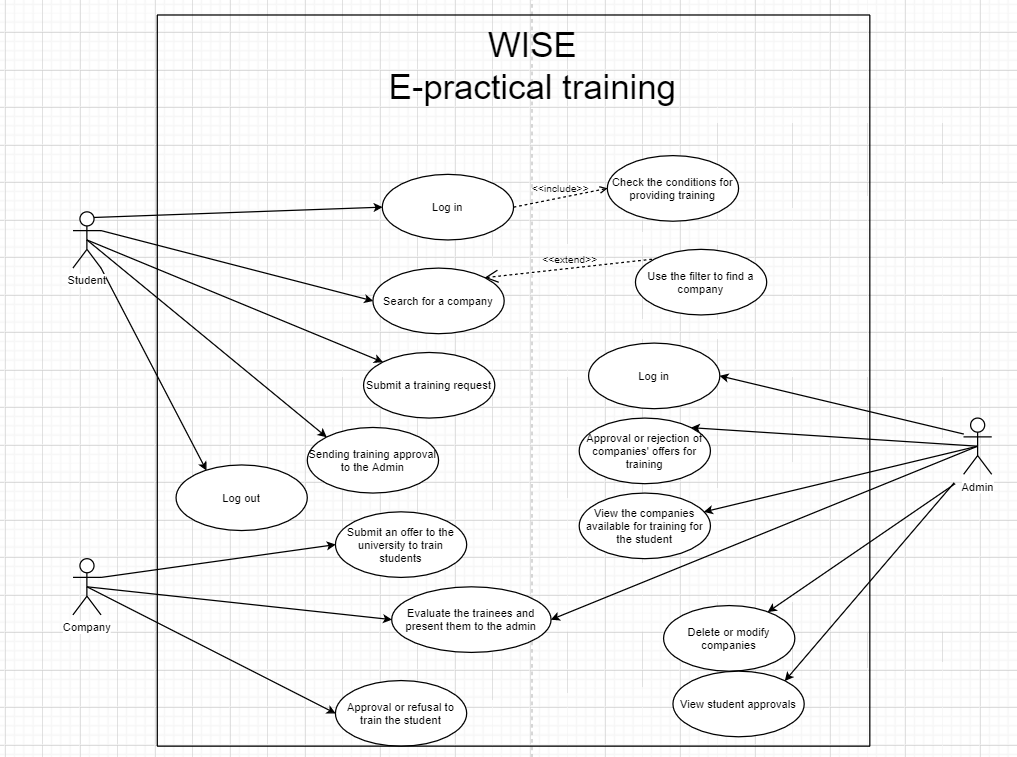 WISE
E-practical training
Log in
<<include>>
Check the conditions for
providing training
Student
Search for a company
<<extend>>
Use the filter to find a
company
Submit a training request
Log in
Sending training approval
to the Admin
Approval or rejection of
companies' offers for
training
Admin
Log out
View the companies
available for training for
the student
Submit an offer to the
university to train
students
Company
Evaluate the trainees and
present them to the admin
Delete or modify
companies
Approval or refusal to
train the student
View student approvals